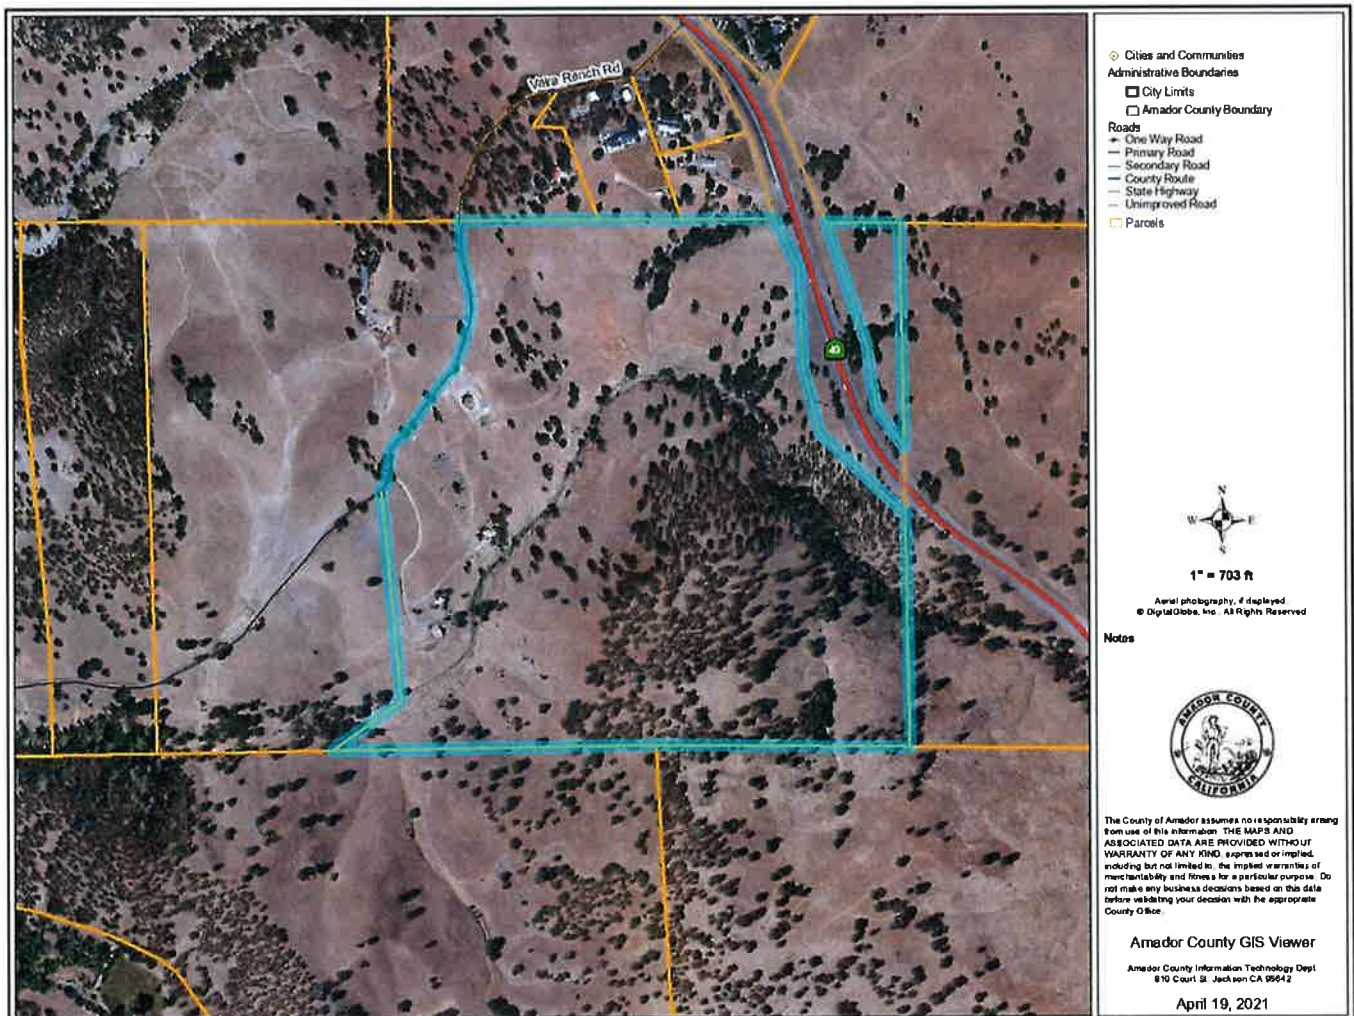 Vaira Ranch Rd
49
Cities and Communities
Administrative Boundaries
City Limits
Amador County Boundary
Roads
One Way Road
Primary Road
Secondary Road
County Route
State Highway
Unimproved Road
Parcels
N
W E
S
1" = 703 ft
Aerial photography, if displayed
© DigitalGlobe, Inc. All Rights Reserved
Notes
AMADOR COUNTY
CALIFORNIA
The County of Amador assumes no responsibility arising
from use of this information. THE MAPS AND
ASSOCIATED DATA ARE PROVIDED WITHOUT
WARRANTY OF ANY KIND, expressed or implied,
including but not limited to, the implied warranties of
merchantability and fitness for a particular purpose. Do
not make any business decisions based on this data
before validating your decision with the appropriate
County Office.
Amador County GIS Viewer
Amador County Information Technology Dept
810 Court St. Jackson CA 95642
April 19, 2021